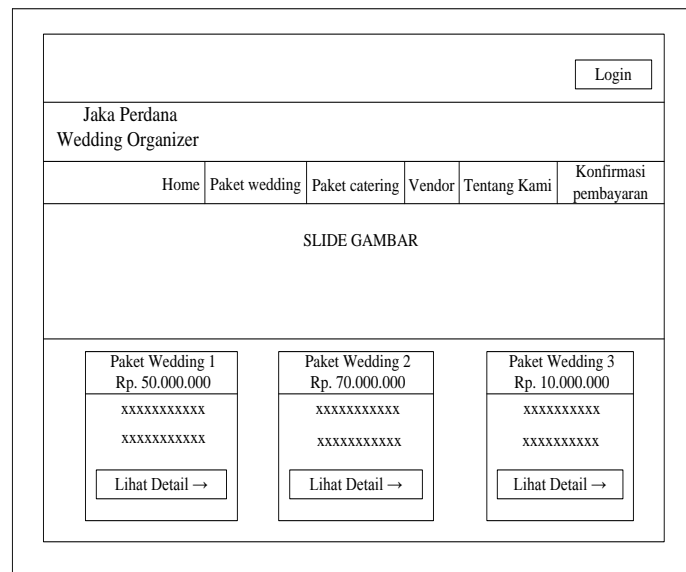 Login
Jaka Perdana
Wedding Organizer
Home
Paket wedding
Paket catering
Vendor
Tentang Kami
Konfirmasi
pembayaran
SLIDE GAMBAR
Paket Wedding 1
Rp. 50.000.000
xxxxxxxxxxx
xxxxxxxxxxx
Lihat Detail →
Paket Wedding 2
Rp. 70.000.000
xxxxxxxxxxx
xxxxxxxxxxx
Lihat Detail →
Paket Wedding 3
Rp. 10.000.000
xxxxxxxxxx
xxxxxxxxxx
Lihat Detail →